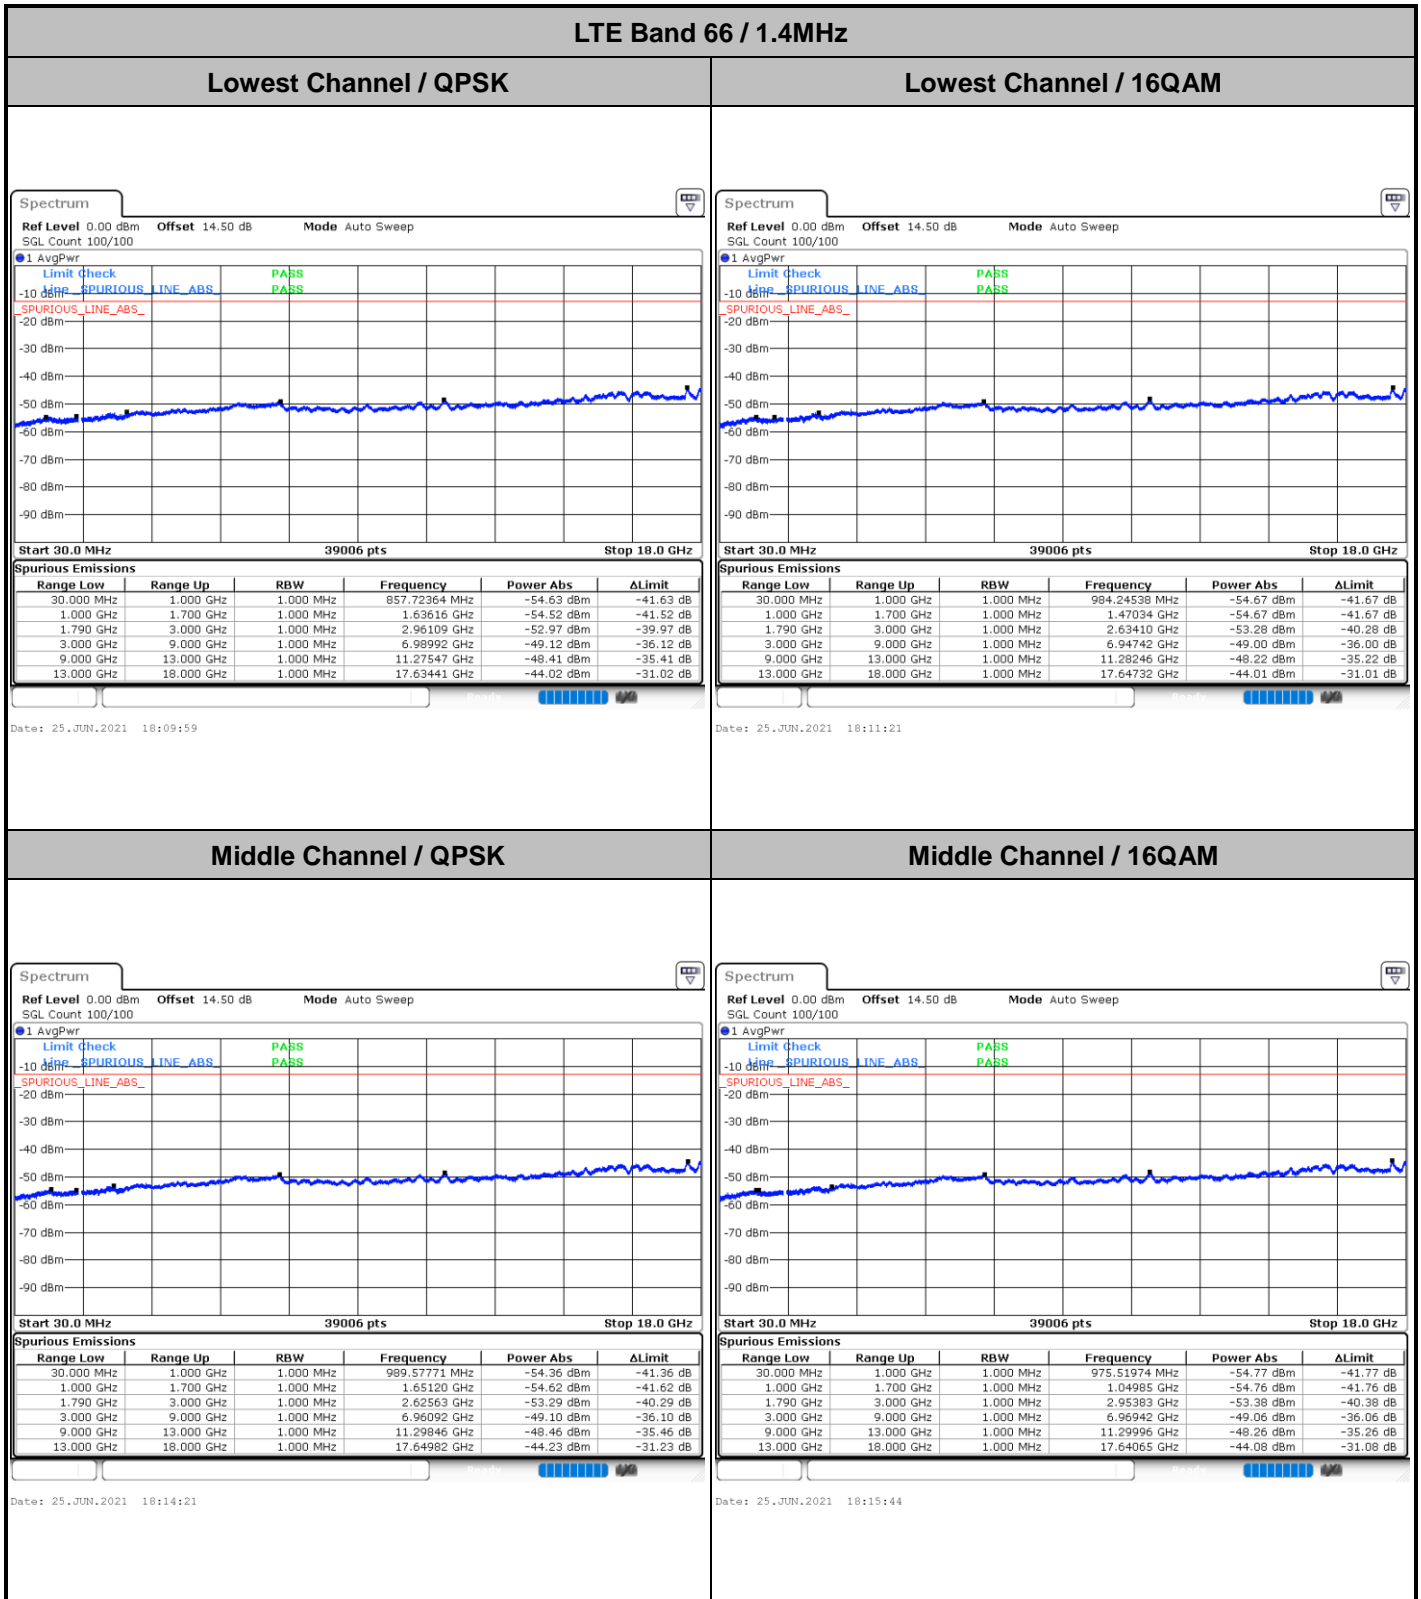 LTE Band 66 / 1.4MHz
Lowest Channel / QPSK
Lowest Channel / 16QAM
Spectrum
Ref Level 0.00 dBm Offset 14.50 dB Mode Auto Sweep
SGL Count 100/100
1 AvgPwr
Limit Check PASS
Line _SPURIOUS_LINE_ABS_ PASS
-10 dBm
_SPURIOUS_LINE_ABS_
-20 dBm
-30 dBm
-40 dBm
-50 dBm
-60 dBm
-70 dBm
-80 dBm
-90 dBm
Start 30.0 MHz 39006 pts Stop 18.0 GHz
Spurious Emissions
Range Low Range Up RBW Frequency Power Abs ΔLimit
30.000 MHz 1.000 GHz 1.000 MHz 857.72364 MHz -54.63 dBm -41.63 dB
1.000 GHz 1.700 GHz 1.000 MHz 1.63616 GHz -54.52 dBm -41.52 dB
1.790 GHz 3.000 GHz 1.000 MHz 2.96109 GHz -52.97 dBm -39.97 dB
3.000 GHz 9.000 GHz 1.000 MHz 6.98992 GHz -49.12 dBm -36.12 dB
9.000 GHz 13.000 GHz 1.000 MHz 11.27547 GHz -48.41 dBm -35.41 dB
13.000 GHz 18.000 GHz 1.000 MHz 17.63441 GHz -44.02 dBm -31.02 dB
Ready
Date: 25.JUN.2021 18:09:59
Spectrum
Ref Level 0.00 dBm Offset 14.50 dB Mode Auto Sweep
SGL Count 100/100
1 AvgPwr
Limit Check PASS
Line _SPURIOUS_LINE_ABS_ PASS
-10 dBm
_SPURIOUS_LINE_ABS_
-20 dBm
-30 dBm
-40 dBm
-50 dBm
-60 dBm
-70 dBm
-80 dBm
-90 dBm
Start 30.0 MHz 39006 pts Stop 18.0 GHz
Spurious Emissions
Range Low Range Up RBW Frequency Power Abs ΔLimit
30.000 MHz 1.000 GHz 1.000 MHz 984.24538 MHz -54.67 dBm -41.67 dB
1.000 GHz 1.700 GHz 1.000 MHz 1.47034 GHz -54.67 dBm -41.67 dB
1.790 GHz 3.000 GHz 1.000 MHz 2.63410 GHz -53.28 dBm -40.28 dB
3.000 GHz 9.000 GHz 1.000 MHz 6.94742 GHz -49.00 dBm -36.00 dB
9.000 GHz 13.000 GHz 1.000 MHz 11.28246 GHz -48.22 dBm -35.22 dB
13.000 GHz 18.000 GHz 1.000 MHz 17.64732 GHz -44.01 dBm -31.01 dB
Ready
Date: 25.JUN.2021 18:11:21
Middle Channel / QPSK
Middle Channel / 16QAM
Spectrum
Ref Level 0.00 dBm Offset 14.50 dB Mode Auto Sweep
SGL Count 100/100
1 AvgPwr
Limit Check PASS
Line _SPURIOUS_LINE_ABS_ PASS
-10 dBm
_SPURIOUS_LINE_ABS_
-20 dBm
-30 dBm
-40 dBm
-50 dBm
-60 dBm
-70 dBm
-80 dBm
-90 dBm
Start 30.0 MHz 39006 pts Stop 18.0 GHz
Spurious Emissions
Range Low Range Up RBW Frequency Power Abs ΔLimit
30.000 MHz 1.000 GHz 1.000 MHz 989.57771 MHz -54.36 dBm -41.36 dB
1.000 GHz 1.700 GHz 1.000 MHz 1.65120 GHz -54.62 dBm -41.62 dB
1.790 GHz 3.000 GHz 1.000 MHz 2.62563 GHz -53.29 dBm -40.29 dB
3.000 GHz 9.000 GHz 1.000 MHz 6.96092 GHz -49.10 dBm -36.10 dB
9.000 GHz 13.000 GHz 1.000 MHz 11.29846 GHz -48.46 dBm -35.46 dB
13.000 GHz 18.000 GHz 1.000 MHz 17.64982 GHz -44.23 dBm -31.23 dB
Ready
Date: 25.JUN.2021 18:14:21
Spectrum
Ref Level 0.00 dBm Offset 14.50 dB Mode Auto Sweep
SGL Count 100/100
1 AvgPwr
Limit Check PASS
Line _SPURIOUS_LINE_ABS_ PASS
-10 dBm
_SPURIOUS_LINE_ABS_
-20 dBm
-30 dBm
-40 dBm
-50 dBm
-60 dBm
-70 dBm
-80 dBm
-90 dBm
Start 30.0 MHz 39006 pts Stop 18.0 GHz
Spurious Emissions
Range Low Range Up RBW Frequency Power Abs ΔLimit
30.000 MHz 1.000 GHz 1.000 MHz 975.51974 MHz -54.77 dBm -41.77 dB
1.000 GHz 1.700 GHz 1.000 MHz 1.04985 GHz -54.76 dBm -41.76 dB
1.790 GHz 3.000 GHz 1.000 MHz 2.95383 GHz -53.38 dBm -40.38 dB
3.000 GHz 9.000 GHz 1.000 MHz 6.96942 GHz -49.06 dBm -36.06 dB
9.000 GHz 13.000 GHz 1.000 MHz 11.29996 GHz -48.26 dBm -35.26 dB
13.000 GHz 18.000 GHz 1.000 MHz 17.64065 GHz -44.08 dBm -31.08 dB
Ready
Date: 25.JUN.2021 18:15:44